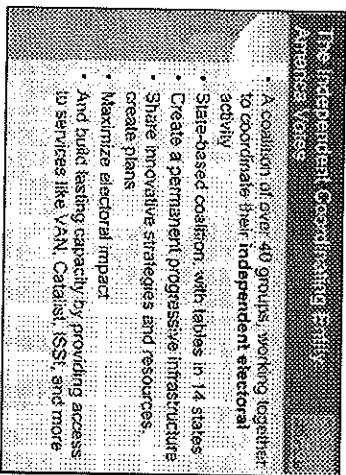 The Independent Coordinating Entity
America Votes
• A coalition of over 40 groups, working together
to coordinate their independent electoral
activity
• State-based coalition, with tables in 14 states
• Create a permanent progressive infrastructure
• Share innovative strategies and resources,
create plans
• Maximize electoral impact
• And build lasting capacity by providing access
to services like VAN, Catalist, ISSI, and more